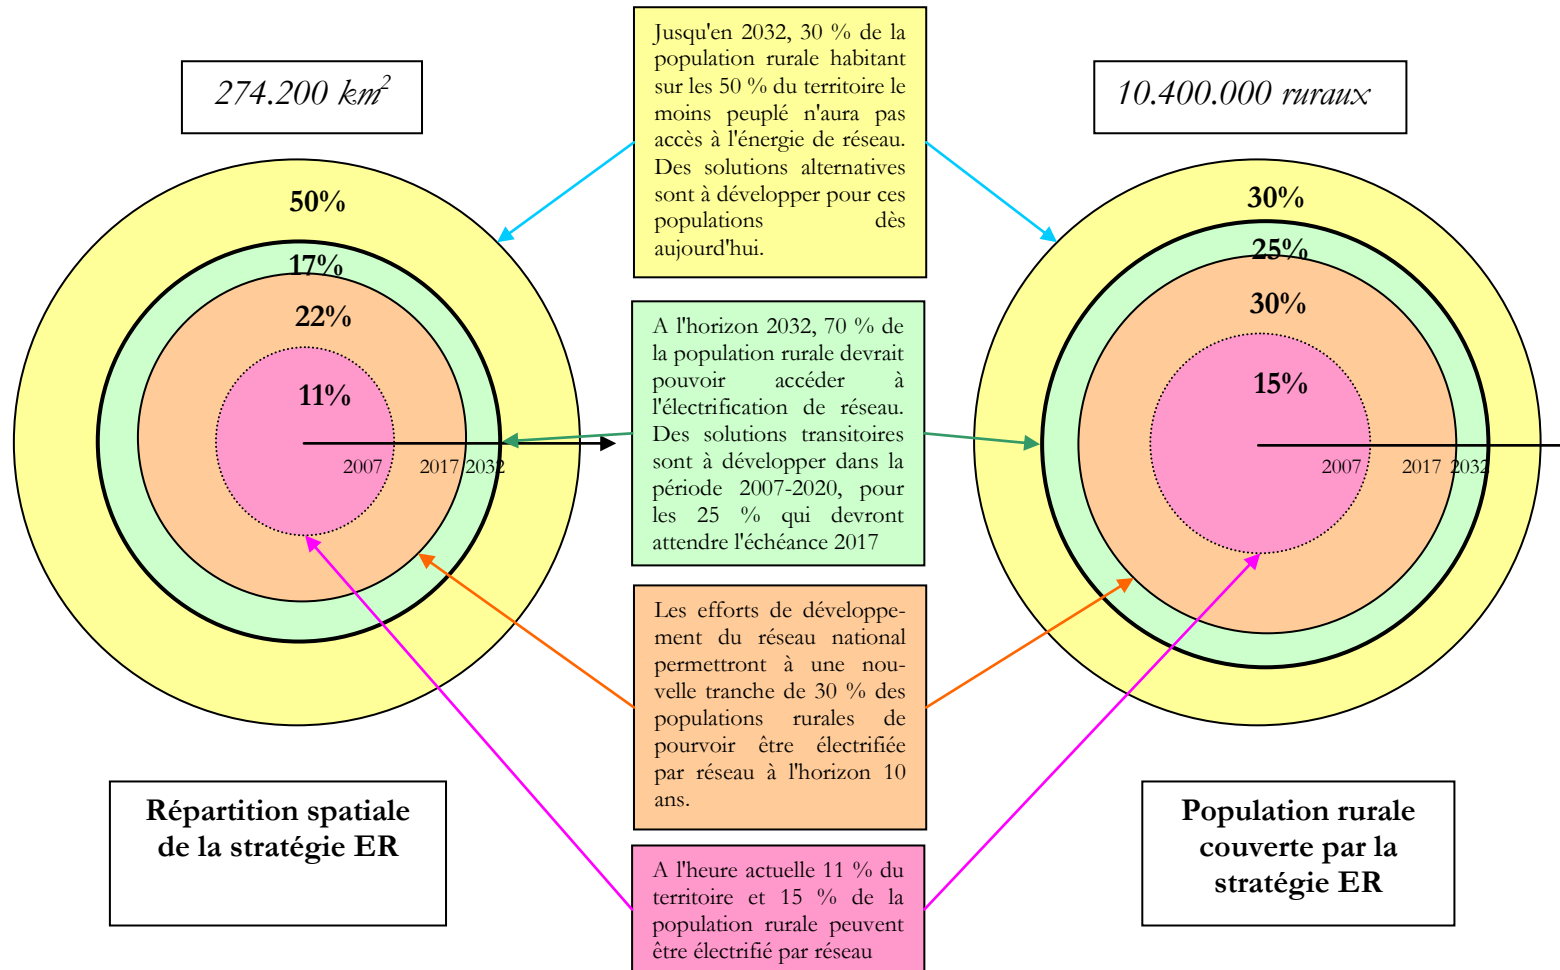 274.200 km²
50%
17%
22%
11%
2007
2017
2032
Répartition spatiale
de la stratégie ER
Jusqu'en 2032, 30 % de la
population rurale habitant
sur les 50 % du territoire le
moins peuplé n'aura pas
accès à l'énergie de réseau.
Des solutions alternatives
sont à développer pour ces
populations dès
aujourd'hui.
A l'horizon 2032, 70 % de
la population rurale devrait
pouvoir accéder à
l'électrification de réseau.
Des solutions transitoires
sont à développer dans la
période 2007-2020, pour
les 25 % qui devront
attendre l'échéance 2017
Les efforts de développe-
ment du réseau national
permettront à une nou-
velle tranche de 30 % des
populations rurales de
pourvoir être électrifiée
par réseau à l'horizon 10
ans.
A l'heure actuelle 11 % du
territoire et 15 % de la
population rurale peuvent
être électrifié par réseau
10.400.000 ruraux
30%
25%
30%
15%
2007
2017
2032
Population rurale
couverte par la
stratégie ER